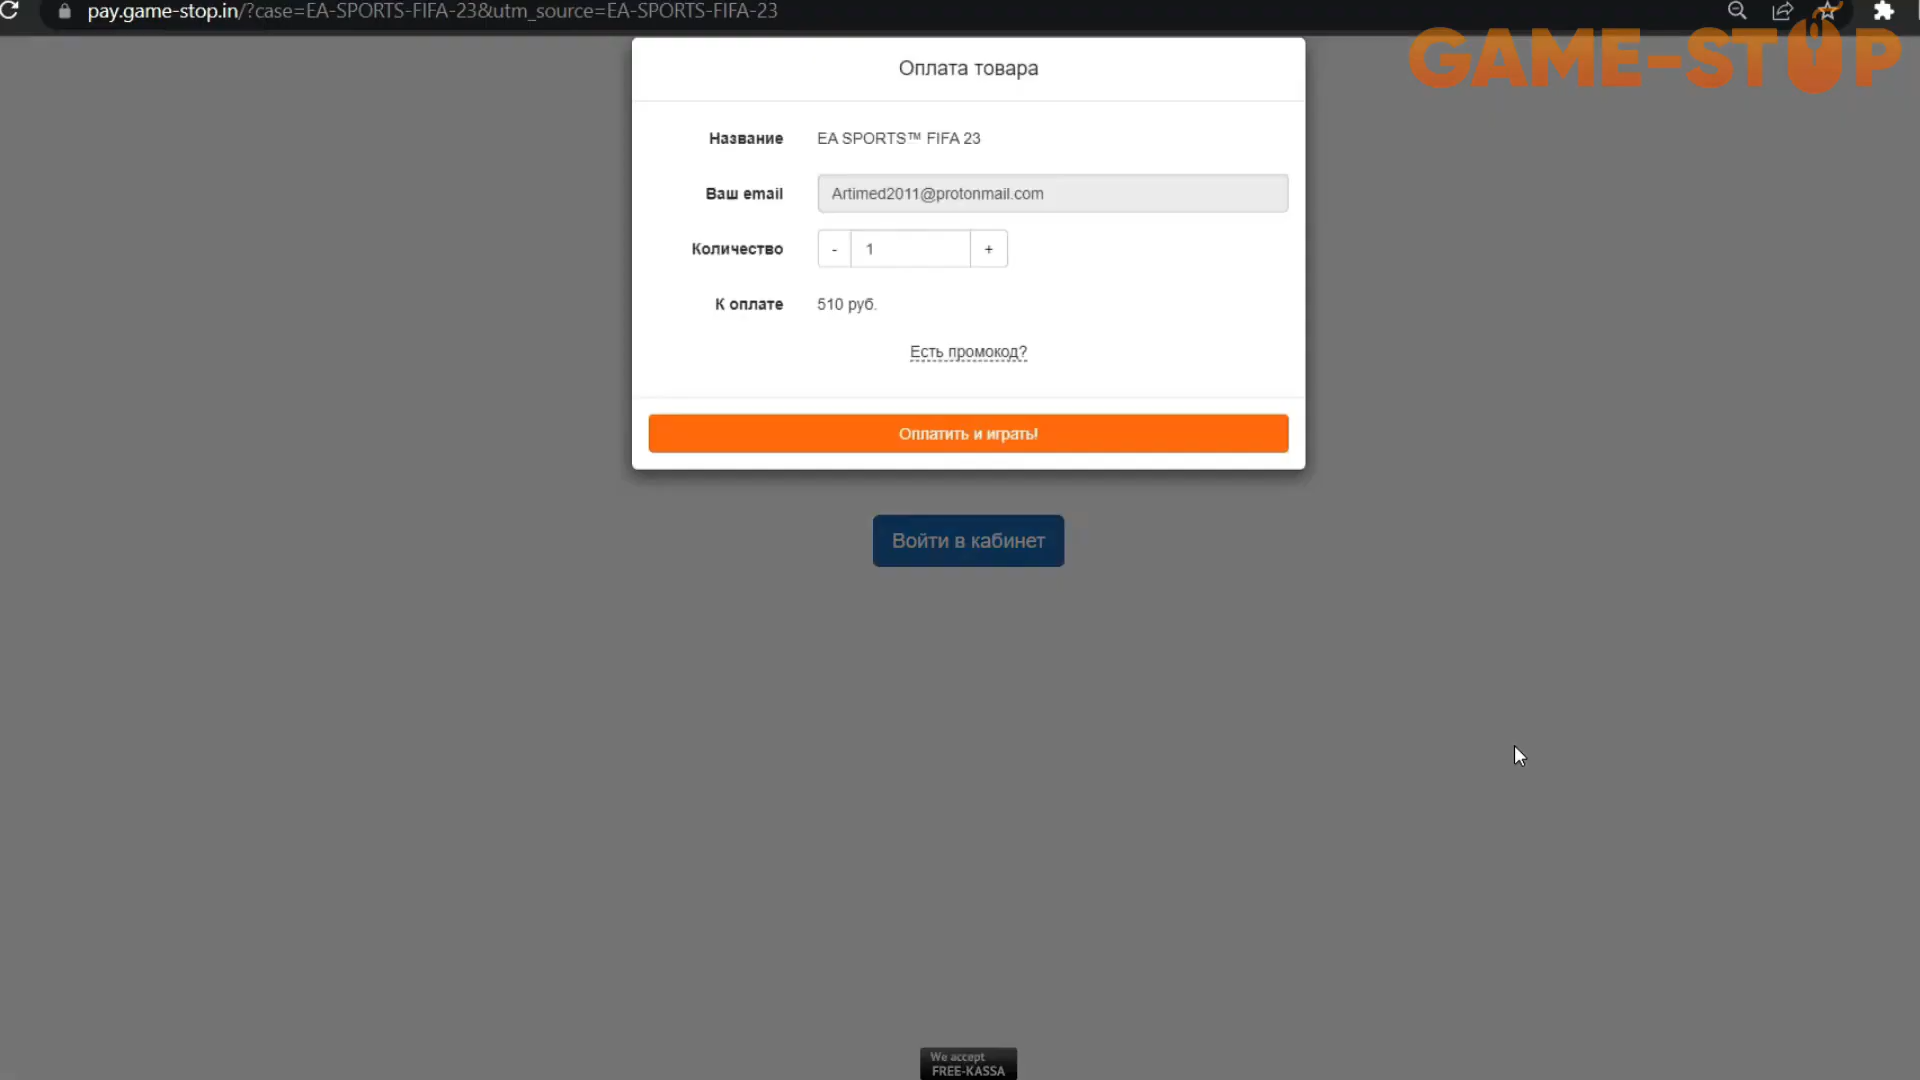 pay.game-stop.in/?case=EA-SPORTS-FIFA-23&utm_source=EA-SPORTS-FIFA-23
GAME-STOP
Оплата товара
Название EA SPORTS™ FIFA 23
Ваш email Artimed2011@protonmail.com
Количество - 1 +
К оплате 510 руб.
Есть промокод?
Оплатить и играть!
Войти в кабинет
We accept
FREE-KASSA